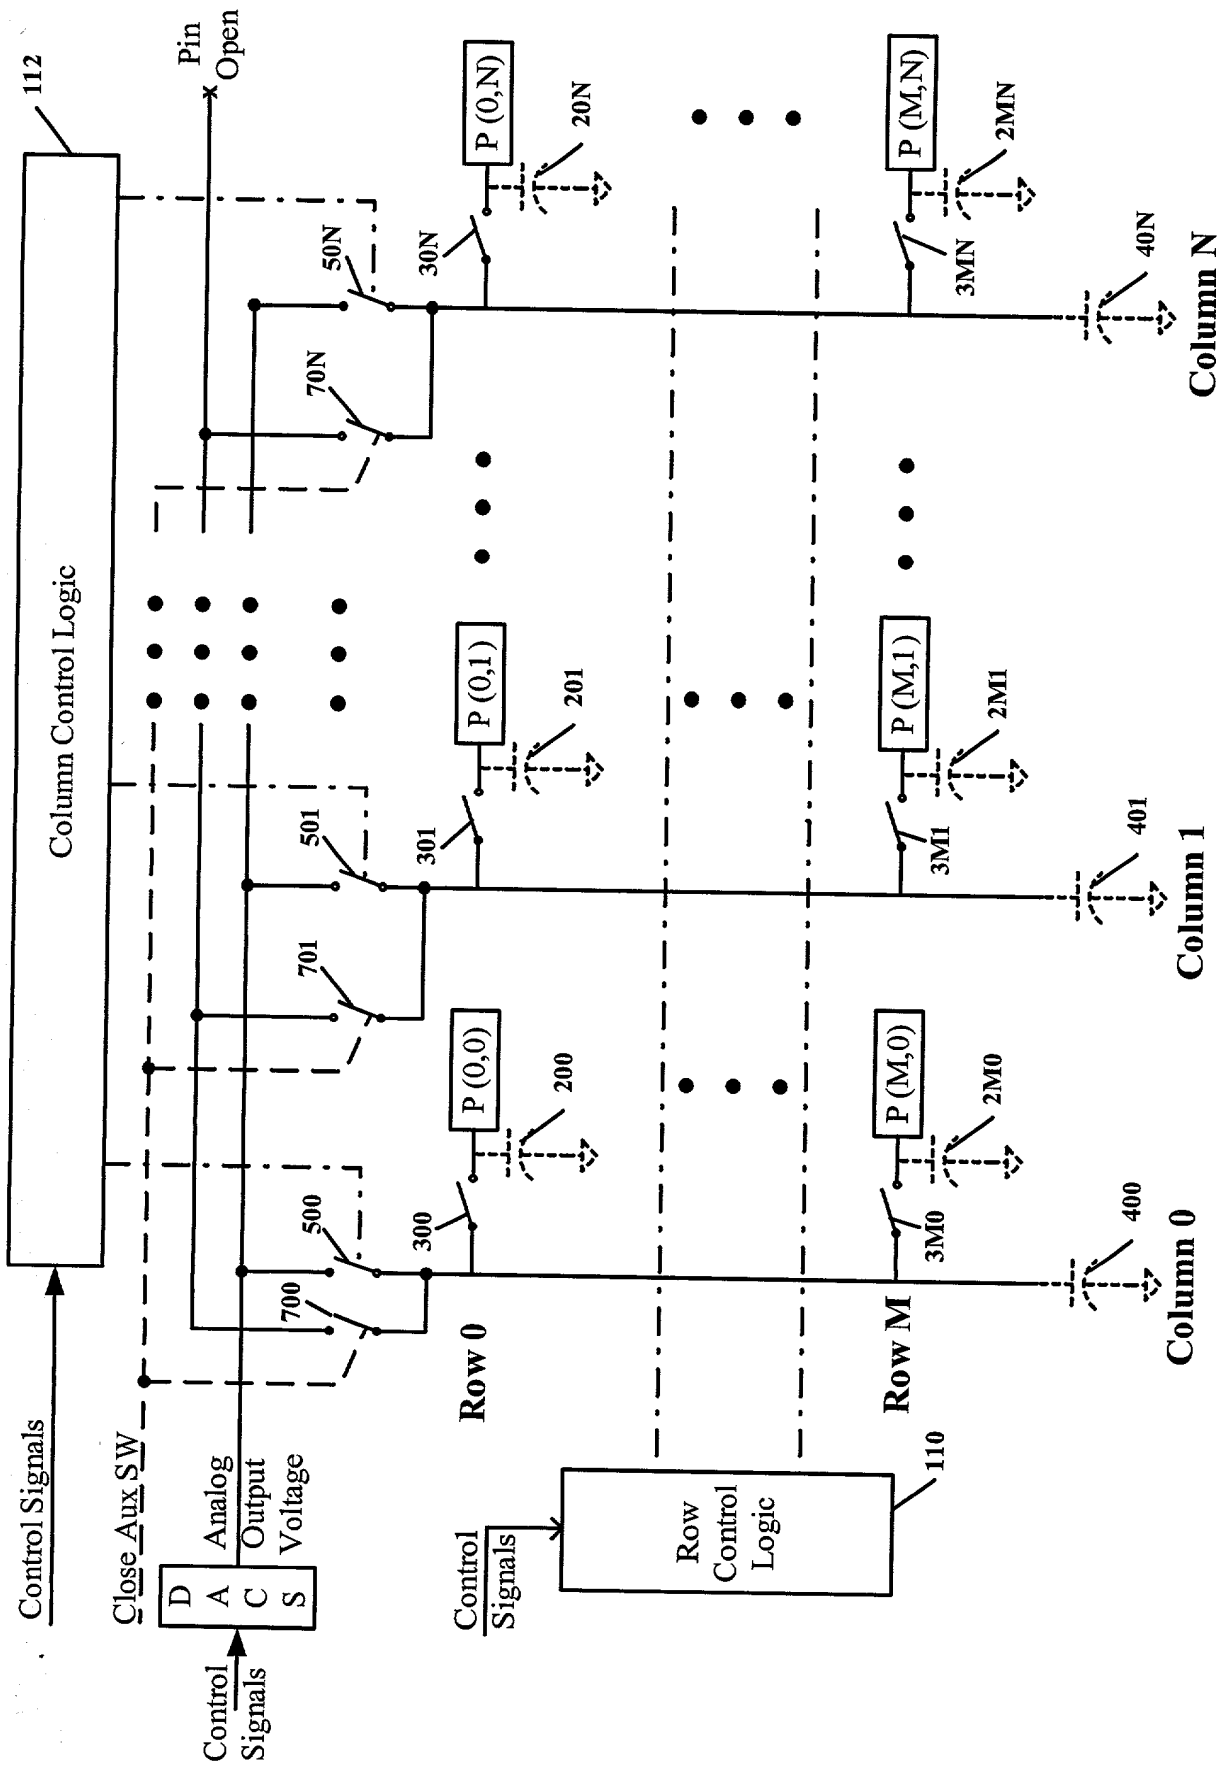 Control Signals
Column Control Logic
112
Close Aux SW
Pin
Open
D
A
C
S
Analog
Output
Voltage
Control
Signals
700
500
701
501
70N
50N
Row 0
300
P (0,0)
200
301
P (0,1)
201
30N
P (0,N)
20N
Control
Signals
Row
Control
Logic
110
Row M
3M0
P (M,0)
2M0
3M1
P (M,1)
2M1
3MN
P (M,N)
2MN
400
401
40N
Column 0
Column 1
Column N